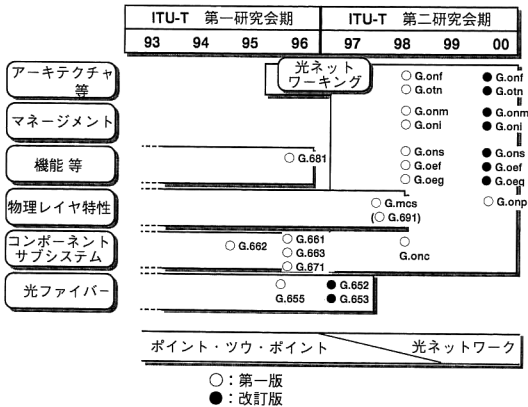 ITU-T 第一研究会期
ITU-T 第二研究会期
93 94 95 96 97 98 99 00
光ネット
ワーキング
アーキテクチャ
等
G.onf
G.otn
G.onf
G.otn
マネージメント
G.onm
G.oni
G.onm
G.oni
機能 等
G.681
G.ons
G.oef
G.oeg
G.ons
G.oef
G.oeg
物理レイヤ特性
G.mcs
(G.691)
G.onp
コンポーネント
サブシステム
G.662
G.661
G.663
G.671
G.onc
光ファイバー
G.655
G.652
G.653
ポイント・ツウ・ポイント
光ネットワーク
○：第一版
●：改訂版